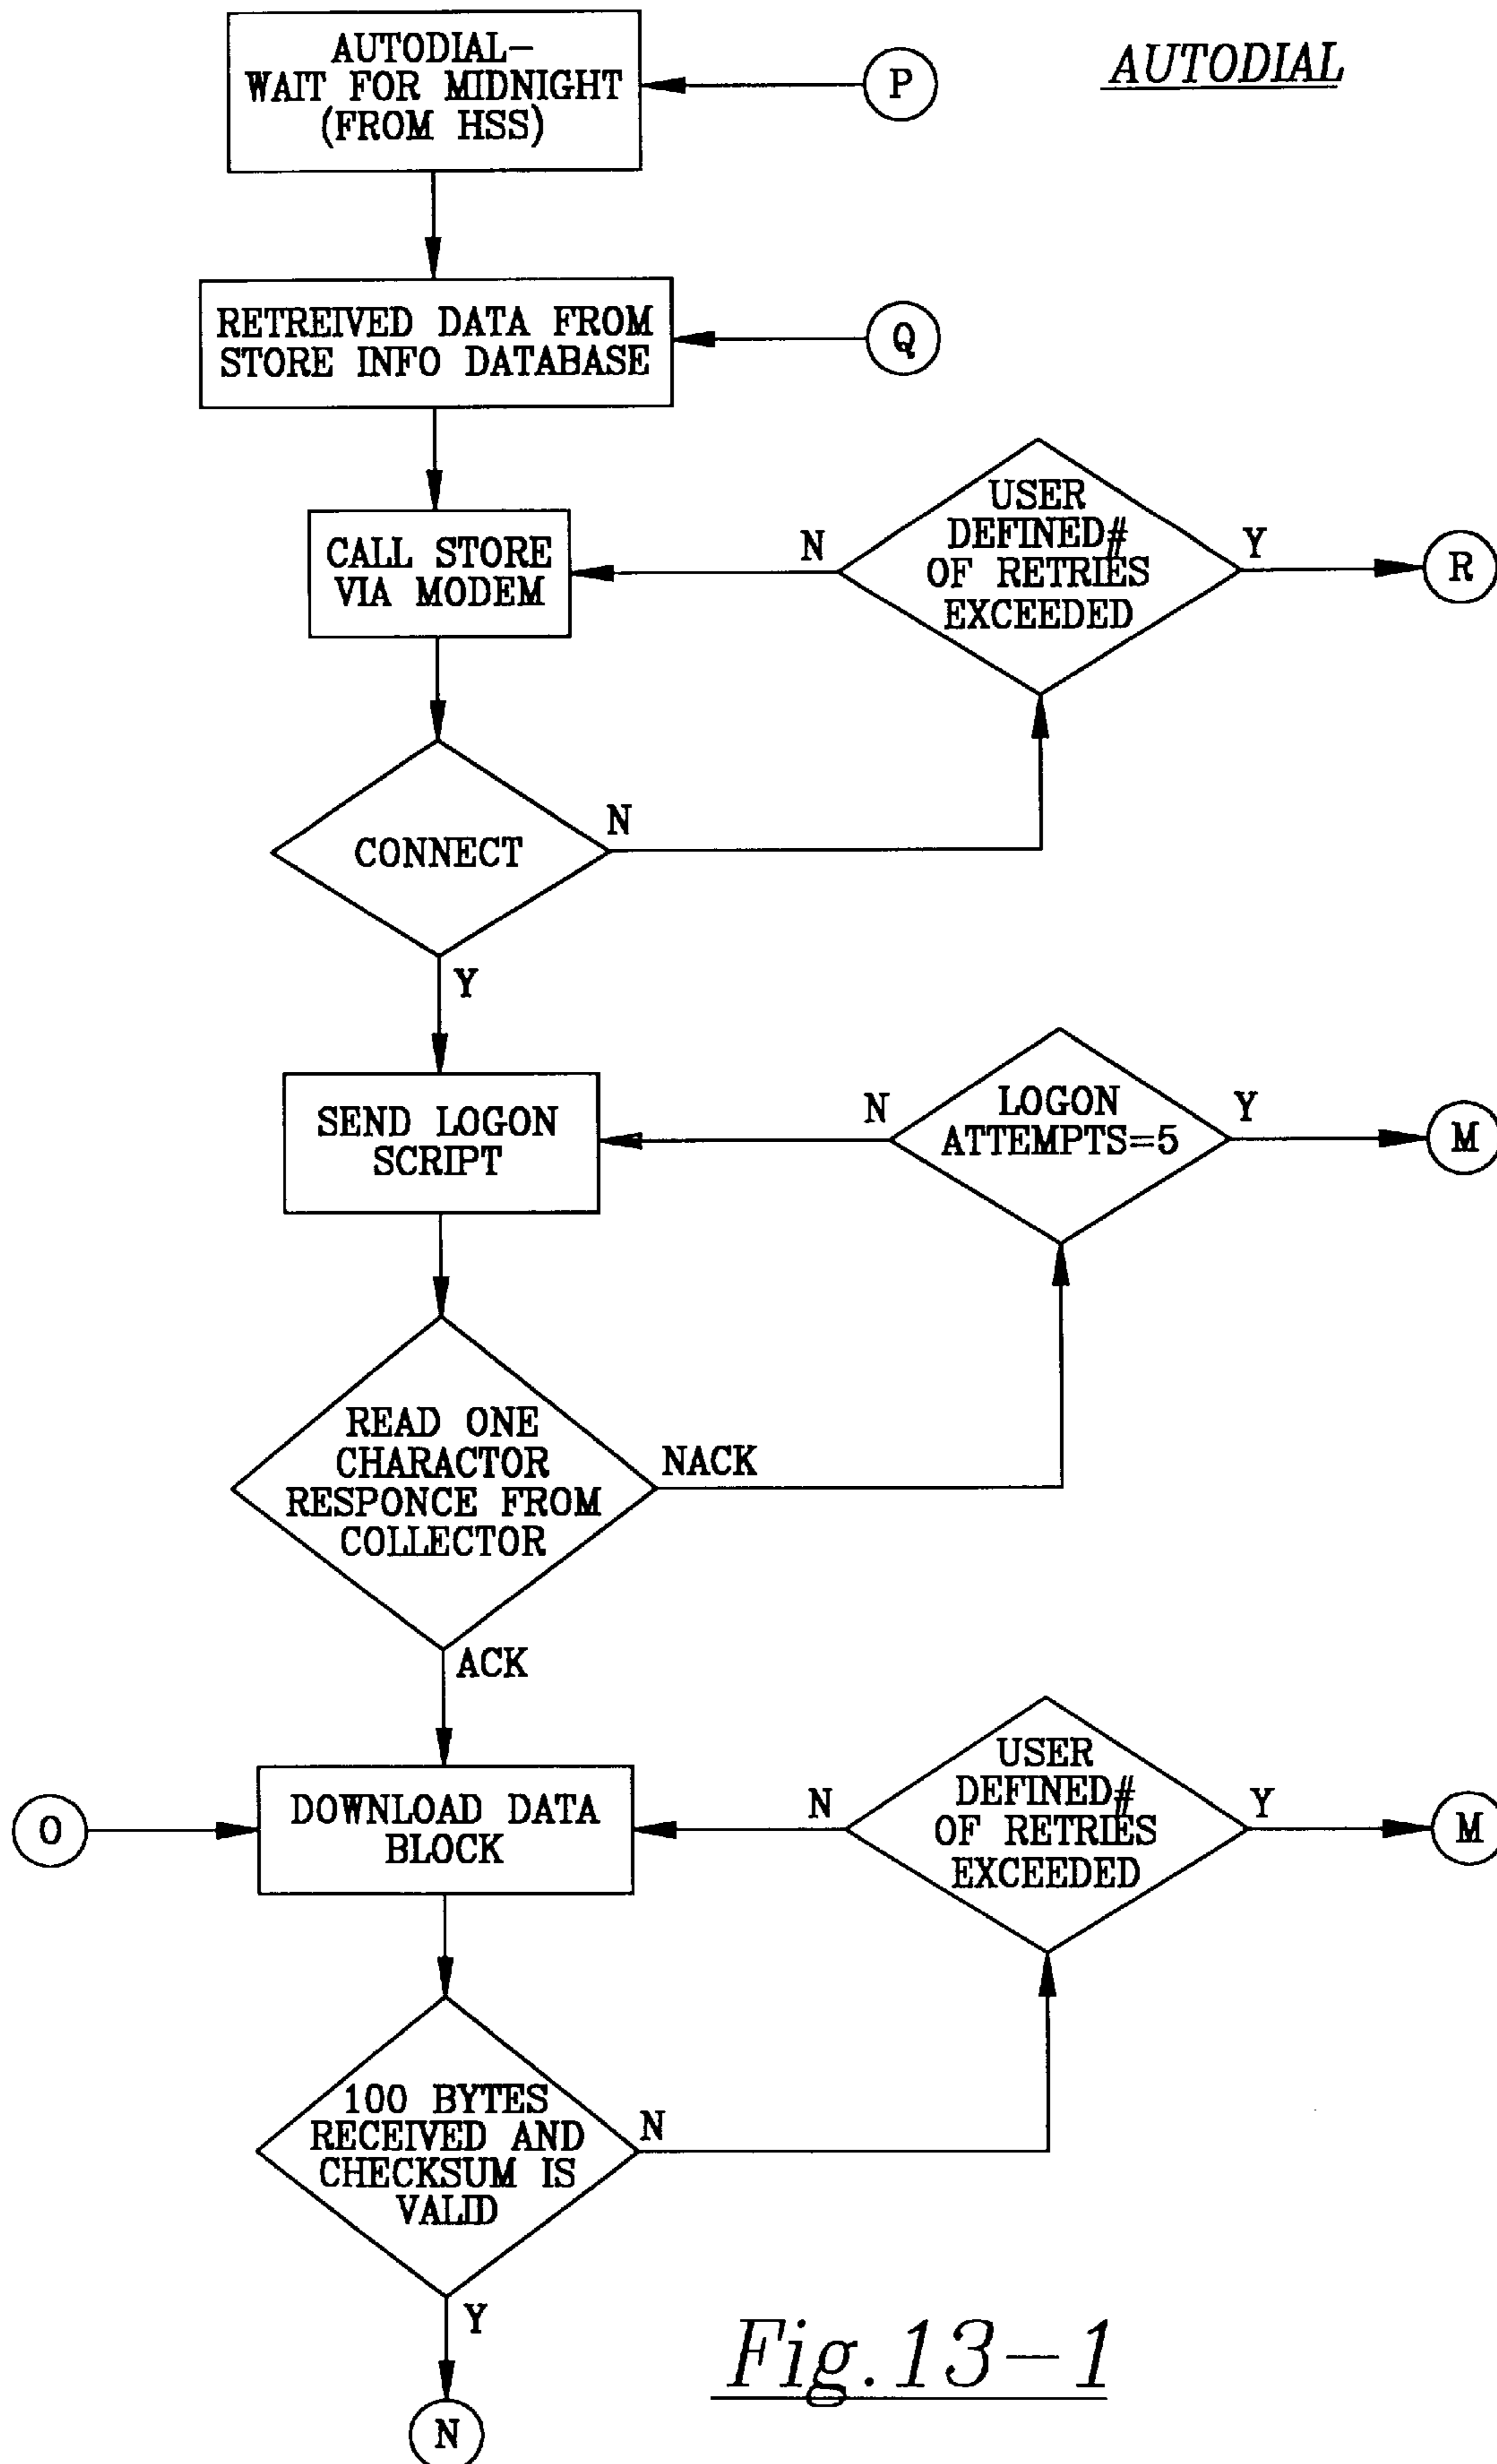 AUTODIAL
AUTODIAL-
WAIT FOR MIDNIGHT
(FROM HSS)
P
RETREIVED DATA FROM
STORE INFO DATABASE
Q
CALL STORE
VIA MODEM
N
USER
DEFINED#
OF RETRIES
EXCEEDED
Y
R
CONNECT
N
Y
SEND LOGON
SCRIPT
N
LOGON
ATTEMPTS=5
Y
M
READ ONE
CHARACTOR
RESPONCE FROM
COLLECTOR
NACK
ACK
O
DOWNLOAD DATA
BLOCK
N
USER
DEFINED#
OF RETRIES
EXCEEDED
Y
M
100 BYTES
RECEIVED AND
CHECKSUM IS
VALID
N
Y
N
Fig.13-1